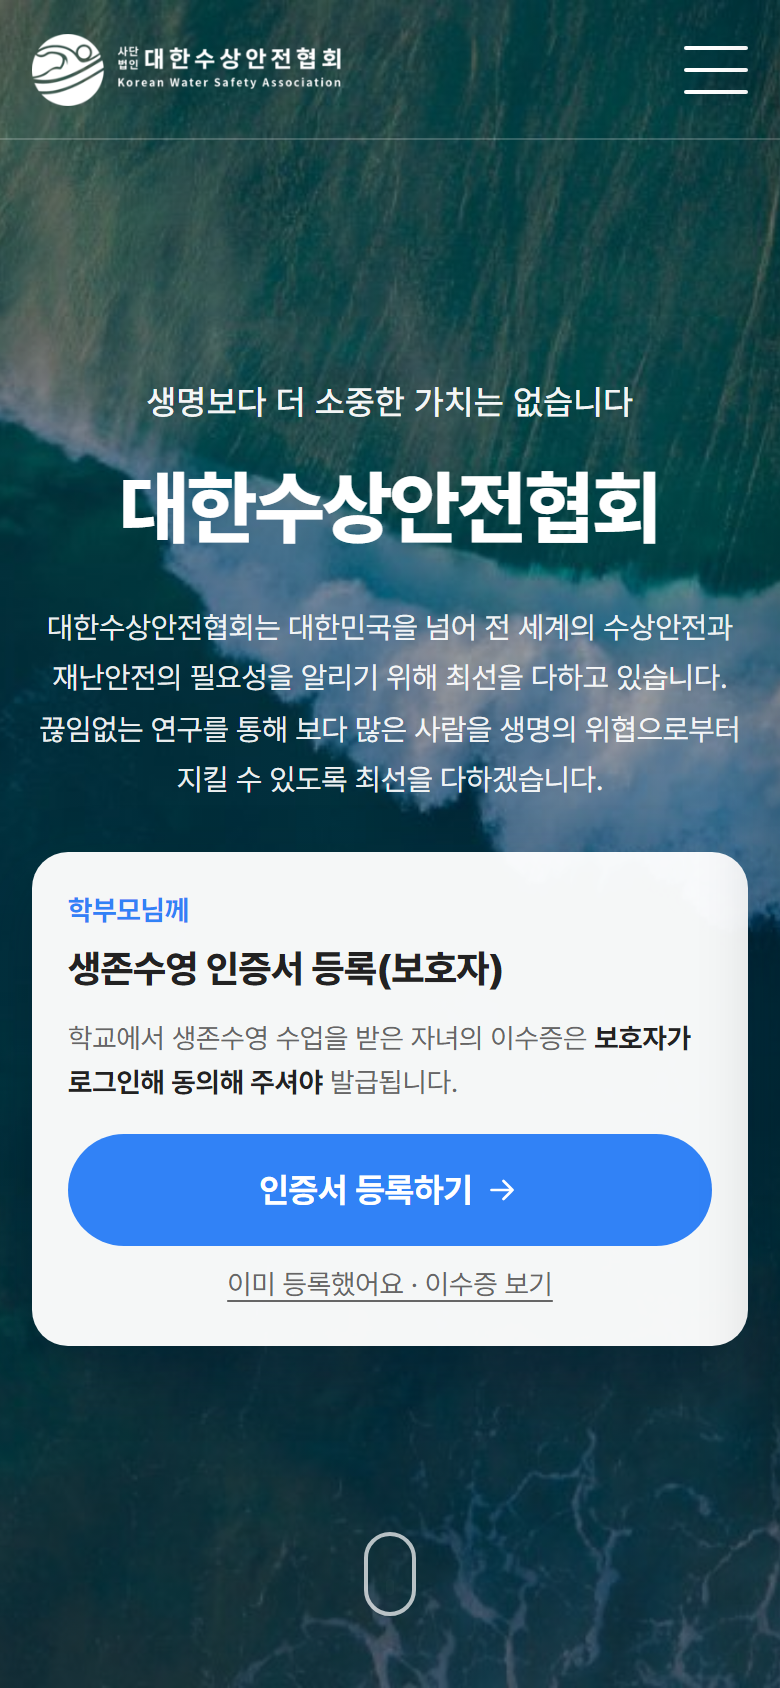 사단
법인
대한수상안전협회
Korean Water Safety Association
생명보다 더 소중한 가치는 없습니다
대한수상안전협회
대한수상안전협회는 대한민국을 넘어 전 세계의 수상안전과
재난안전의 필요성을 알리기 위해 최선을 다하고 있습니다.
끊임없는 연구를 통해 보다 많은 사람을 생명의 위협으로부터
지킬 수 있도록 최선을 다하겠습니다.
학부모님께
생존수영 인증서 등록(보호자)
학교에서 생존수영 수업을 받은 자녀의 이수증은 보호자가
로그인해 동의해 주셔야 발급됩니다.
인증서 등록하기 →
이미 등록했어요 · 이수증 보기